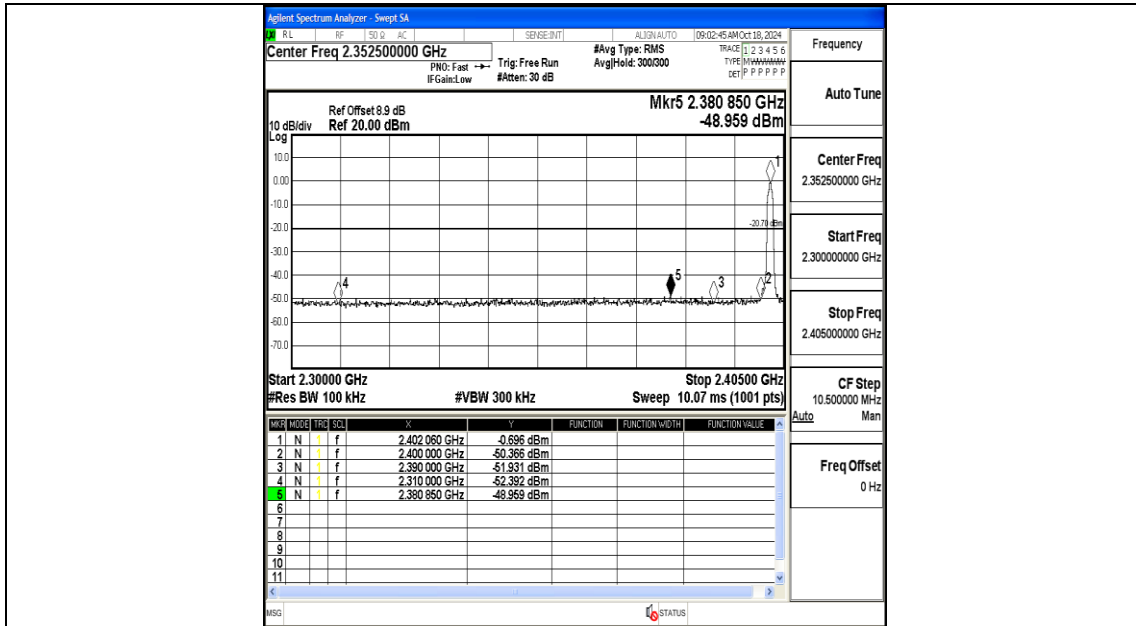 Agilent Spectrum Analyzer - Swept SA
RL RF 50 Ω AC SENSE:INT ALIGN AUTO 09:02:45 AM Oct 18, 2024
Center Freq 2.352500000 GHz
PNO: Fast
IFGain:Low
Trig: Free Run
#Atten: 30 dB
#Avg Type: RMS
Avg|Hold: 300/300
TRACE 1 2 3 4 5 6
TYPE M W W W W W
DET P P P P P P
Mkr5 2.380 850 GHz
-48.959 dBm
Ref Offset 8.9 dB
Ref 20.00 dBm
10 dB/div
Log
10.0
0.00
-10.0
-20.0
-30.0
-40.0
-50.0
-60.0
-70.0
1
-20.70 dBm
4
5
3
2
Start 2.30000 GHz Stop 2.40500 GHz
#Res BW 100 kHz #VBW 300 kHz Sweep 10.07 ms (1001 pts)
MKR MODE TRC SCL X Y FUNCTION FUNCTION WIDTH FUNCTION VALUE
1 N 1 f 2.402 060 GHz -0.696 dBm
2 N 1 f 2.400 000 GHz -50.366 dBm
3 N 1 f 2.390 000 GHz -51.931 dBm
4 N 1 f 2.310 000 GHz -52.392 dBm
5 N 1 f 2.380 850 GHz -48.959 dBm
6
7
8
9
10
11
MSG STATUS
Frequency
Auto Tune
Center Freq
2.352500000 GHz
Start Freq
2.300000000 GHz
Stop Freq
2.405000000 GHz
CF Step
10.500000 MHz
Auto Man
Freq Offset
0 Hz